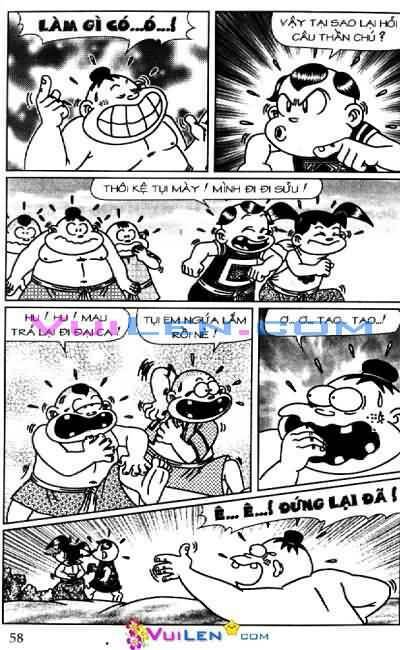 LÀM GÌ CÓ...Ó...!
VẬY TẠI SAO LẠI HỎI
CÂU THẦN CHÚ?
THÔI KỆ TỤI MÀY! MÌNH ĐI ĐI SỬU!
HU! HU! MAU
TRẢ LẠI ĐI ĐẠI CA!
TỤI EM NGỨA LẮM
RỒI NÈ!
Ơ...Ơ... TAO... TAO...!
VUILEN.COM
Ê... Ê...! ĐỨNG LẠI ĐÃ!
58
VUILEN.COM